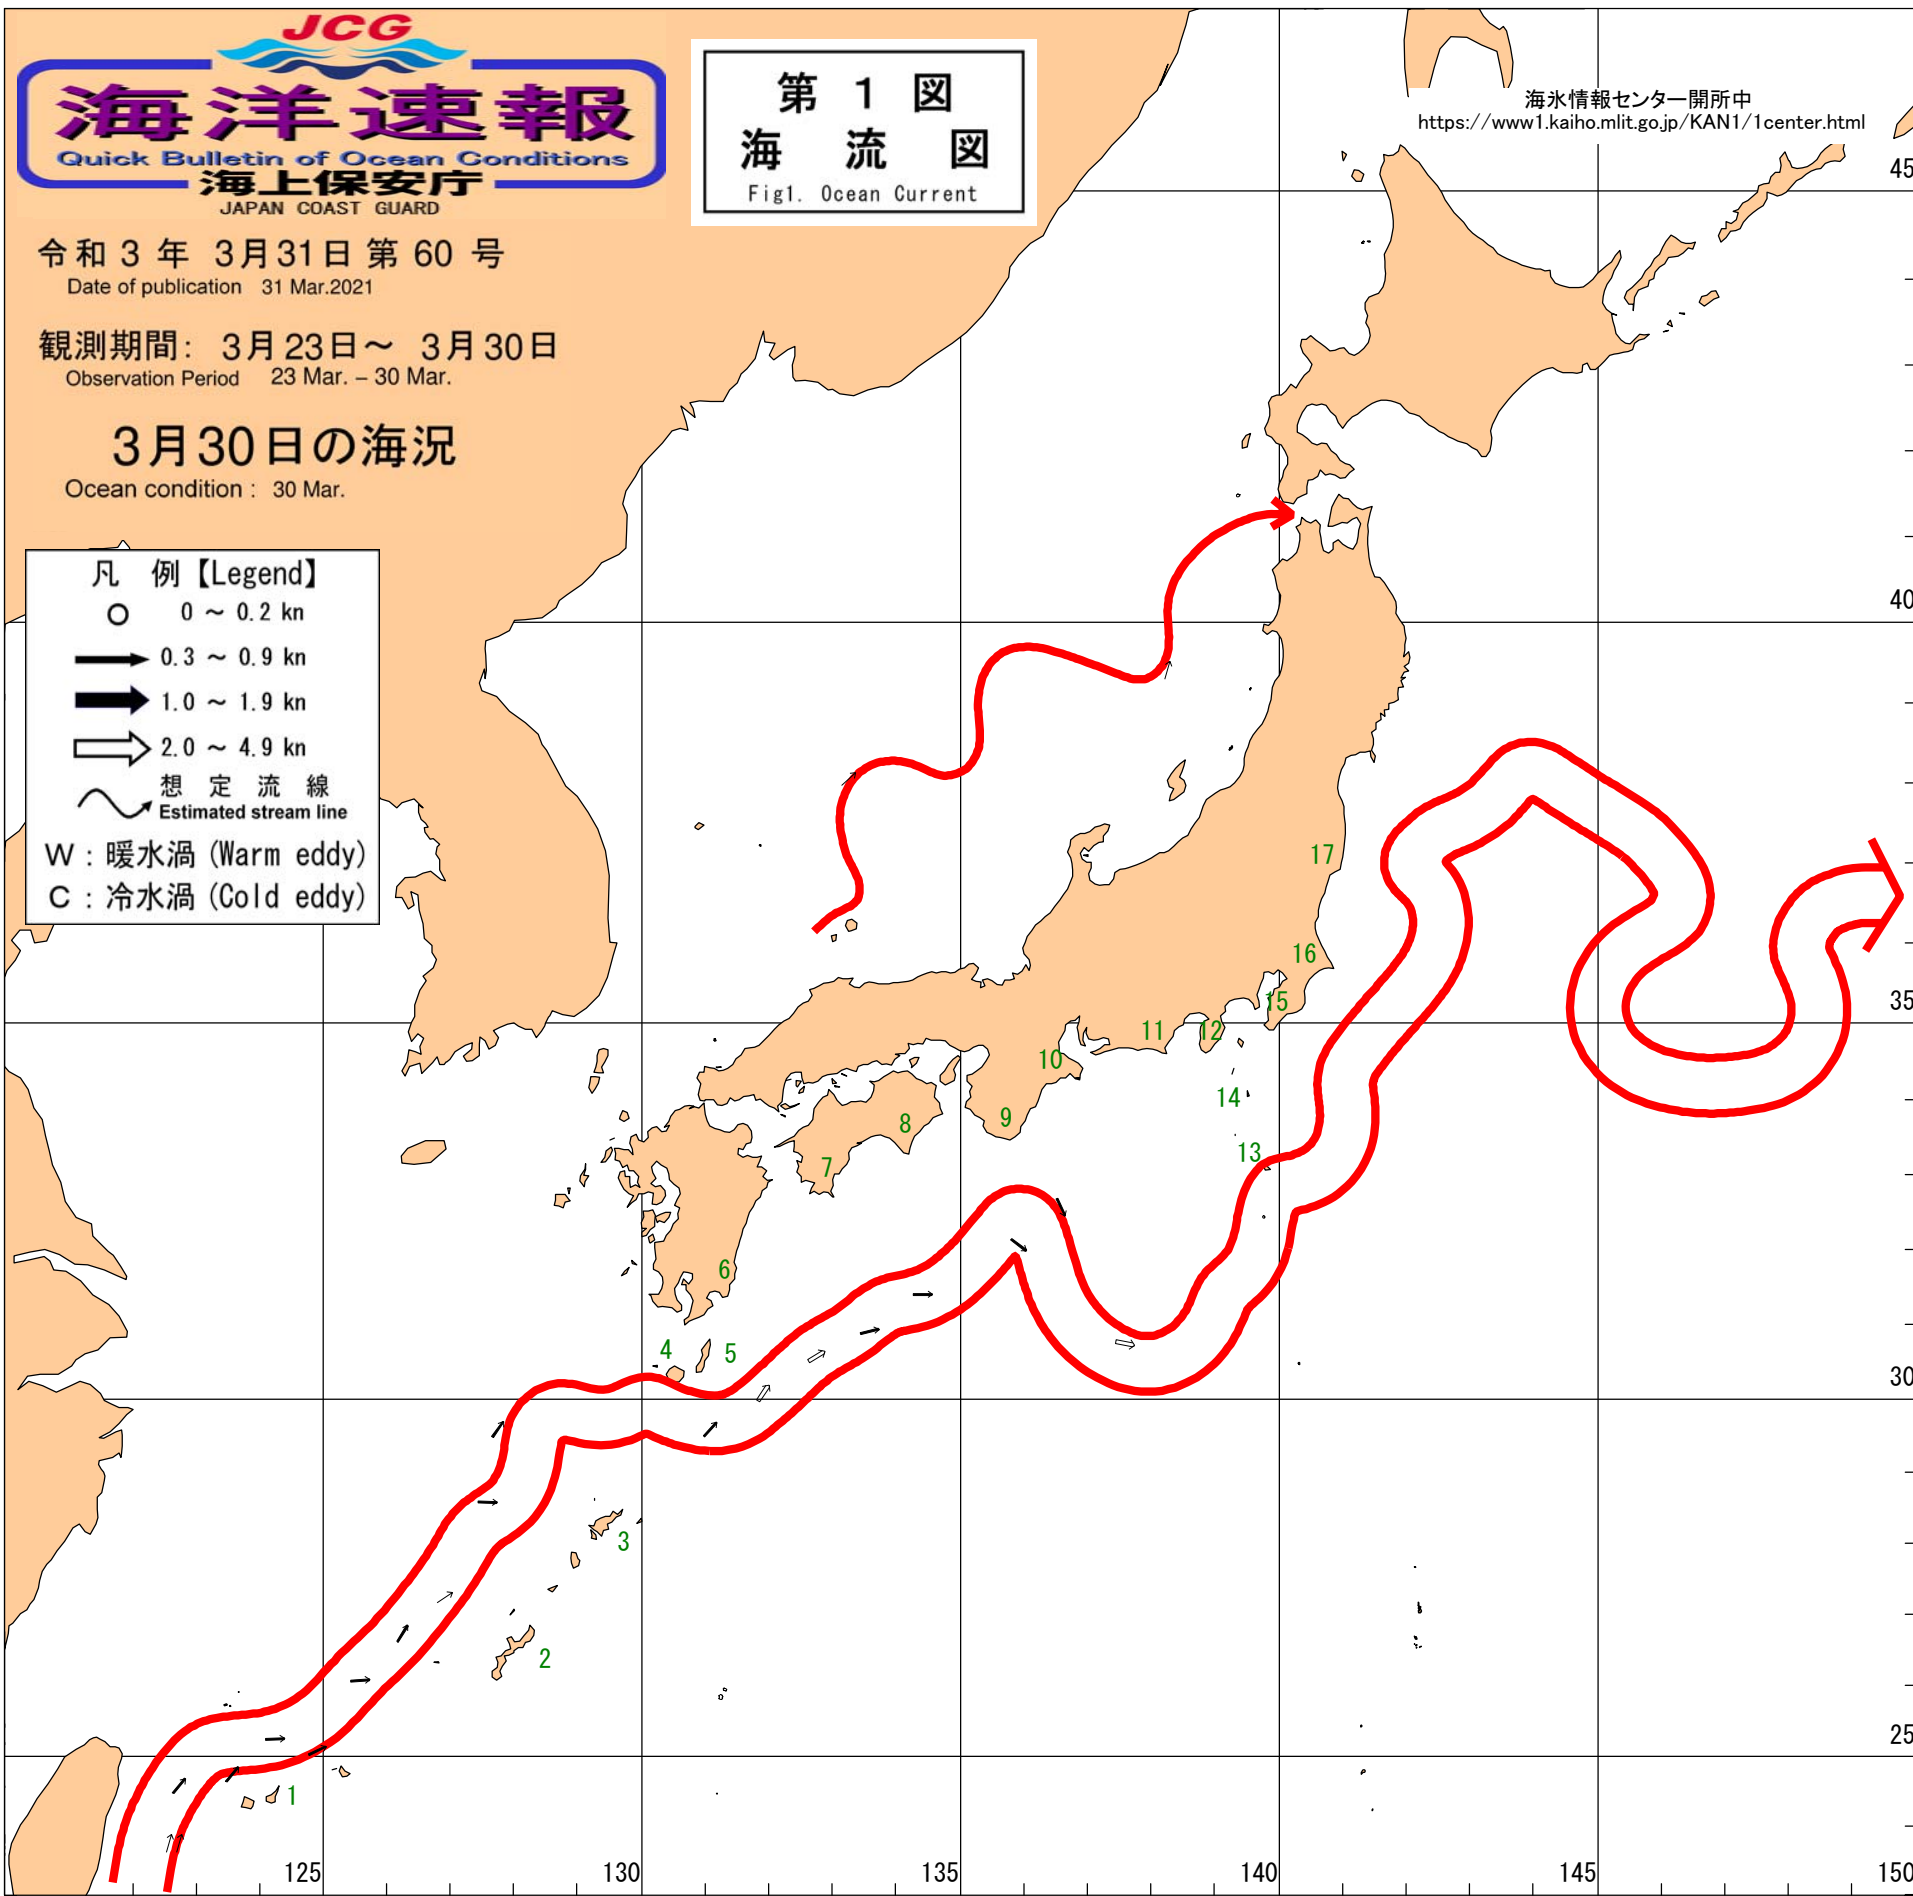 JCG
海洋速報
Quick Bulletin of Ocean Conditions
海上保安庁
JAPAN COAST GUARD
第 1 図
海 流 図
Fig1. Ocean Current
海氷情報センター開所中
https://www1.kaiho.mlit.go.jp/KAN1/1center.html
令和 3 年 3月31日 第 60 号
Date of publication 31 Mar.2021
観測期間: 3月23日～ 3月30日
Observation Period 23 Mar. – 30 Mar.
3月30日の海況
Ocean condition : 30 Mar.
凡 例【Legend】
0 ～ 0.2 kn
0.3 ～ 0.9 kn
1.0 ～ 1.9 kn
2.0 ～ 4.9 kn
想 定 流 線
Estimated stream line
W : 暖水渦 (Warm eddy)
C : 冷水渦 (Cold eddy)
45
40
17
16
35
15
12
11
10
14
9
8
13
7
6
4
5
30
3
2
25
1
125
130
135
140
145
150